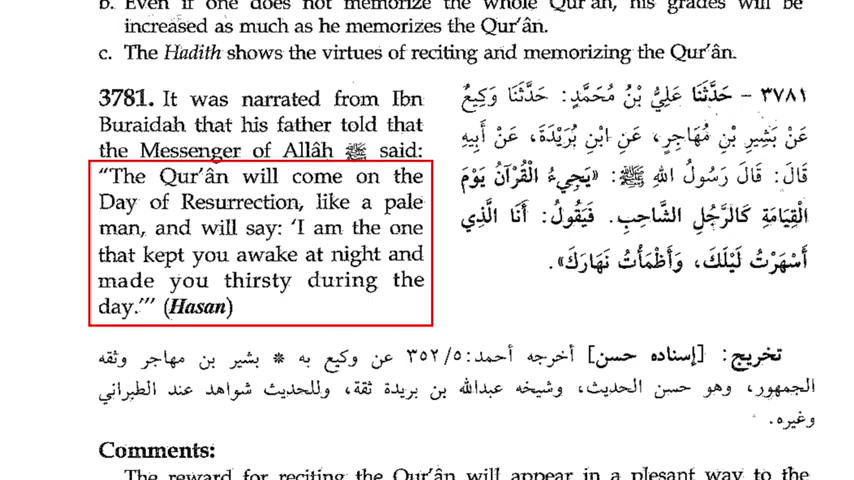 b. Even if one does not memorize the whole Qur'ân, his grades will be
increased as much as he memorizes the Qur'ân.
c. The Hadith shows the virtues of reciting and memorizing the Qur'ân.
3781. It was narrated from Ibn
Buraidah that his father told that
the Messenger of Allâh ﷺ said:
"The Qur'ân will come on the
Day of Resurrection, like a pale
man, and will say: 'I am the one
that kept you awake at night and
made you thirsty during the
day.'" (Hasan)
٣٧٨١ - حَدَّثَنَا عَلِيُّ بْنُ مُحَمَّدٍ: حَدَّثَنَا وَكِيعٌ
عَنْ بَشِيرِ بْنِ مُهَاجِرٍ، عَنِ ابْنِ بُرَيْدَةَ، عَنْ أَبِيهِ
قَالَ: قَالَ رَسُولُ اللهِ ﷺ: «يَجِيءُ الْقُرْآنُ يَوْمَ
الْقِيَامَةِ كَالرَّجُلِ الشَّاحِبِ. فَيَقُولُ: أَنَا الَّذِي
أَسْهَرْتُ لَيْلَكَ، وَأَظْمَأْتُ نَهَارَكَ».
تخريج: [إسناده حسن] أخرجه أحمد: ٣٥٢/٥ عن وكيع به * بشير بن مهاجر وثقه
الجمهور، وهو حسن الحديث، وشيخه عبدالله بن بريدة ثقة، وللحديث شواهد عند الطبراني
وغيره.
Comments:
The reward for reciting the Qur'ân will appear in a plesant way to the